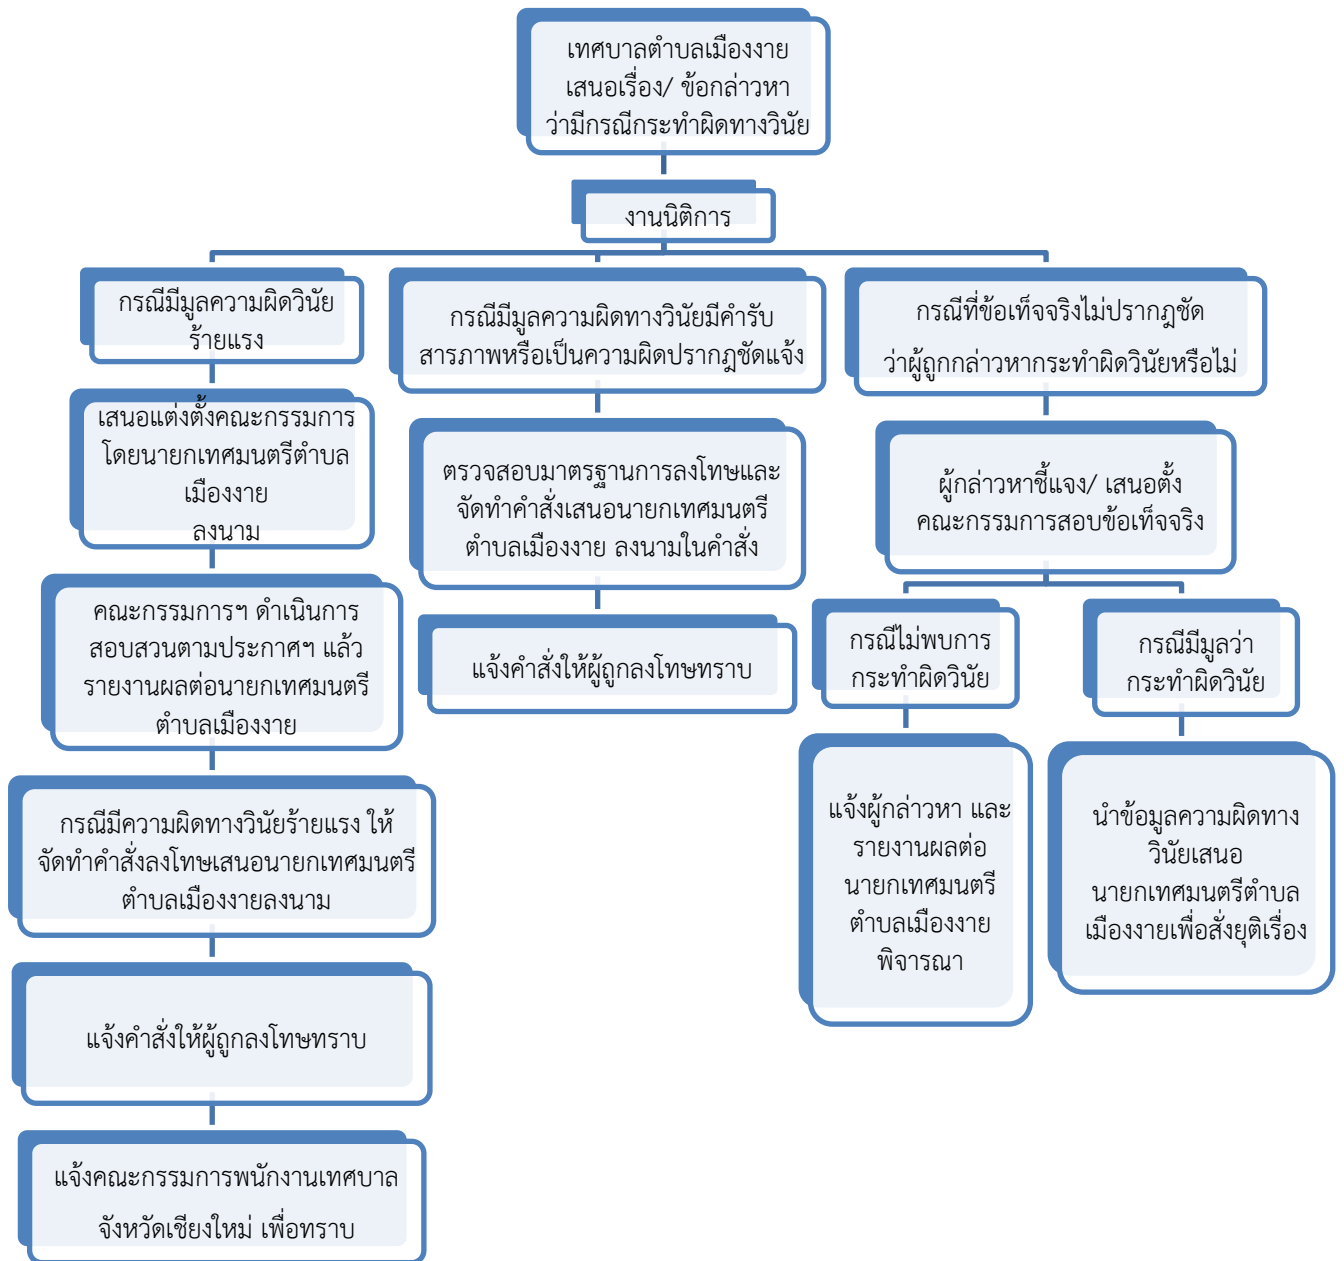 เทศบาลตำบลเมืองงาย
เสนอเรื่อง/ ข้อกล่าวหา
ว่ามีกรณีกระทำผิดทางวินัย
งานนิติการ
กรณีมีมูลความผิดวินัย
ร้ายแรง
เสนอแต่งตั้งคณะกรรมการ
โดยนายกเทศมนตรีตำบล
เมืองงาย
ลงนาม
คณะกรรมการฯ ดำเนินการ
สอบสวนตามประกาศฯ แล้ว
รายงานผลต่อนายกเทศมนตรี
ตำบลเมืองงาย
กรณีมีความผิดทางวินัยร้ายแรง ให้
จัดทำคำสั่งลงโทษเสนอนายกเทศมนตรี
ตำบลเมืองงายลงนาม
แจ้งคำสั่งให้ผู้ถูกลงโทษทราบ
แจ้งคณะกรรมการพนักงานเทศบาล
จังหวัดเชียงใหม่ เพื่อทราบ
กรณีมีมูลความผิดทางวินัยมีคำรับ
สารภาพหรือเป็นความผิดปรากฎชัดแจ้ง
ตรวจสอบมาตรฐานการลงโทษและ
จัดทำคำสั่งเสนอนายกเทศมนตรี
ตำบลเมืองงาย ลงนามในคำสั่ง
แจ้งคำสั่งให้ผู้ถูกลงโทษทราบ
กรณีที่ข้อเท็จจริงไม่ปรากฎชัด
ว่าผู้ถูกกล่าวหากระทำผิดวินัยหรือไม่
ผู้กล่าวหาชี้แจง/ เสนอตั้ง
คณะกรรมการสอบข้อเท็จจริง
กรณีไม่พบการ
กระทำผิดวินัย
แจ้งผู้กล่าวหา และ
รายงานผลต่อ
นายกเทศมนตรี
ตำบลเมืองงาย
พิจารณา
กรณีมีมูลว่า
กระทำผิดวินัย
นำข้อมูลความผิดทาง
วินัยเสนอ
นายกเทศมนตรีตำบล
เมืองงายเพื่อสั่งยุติเรื่อง